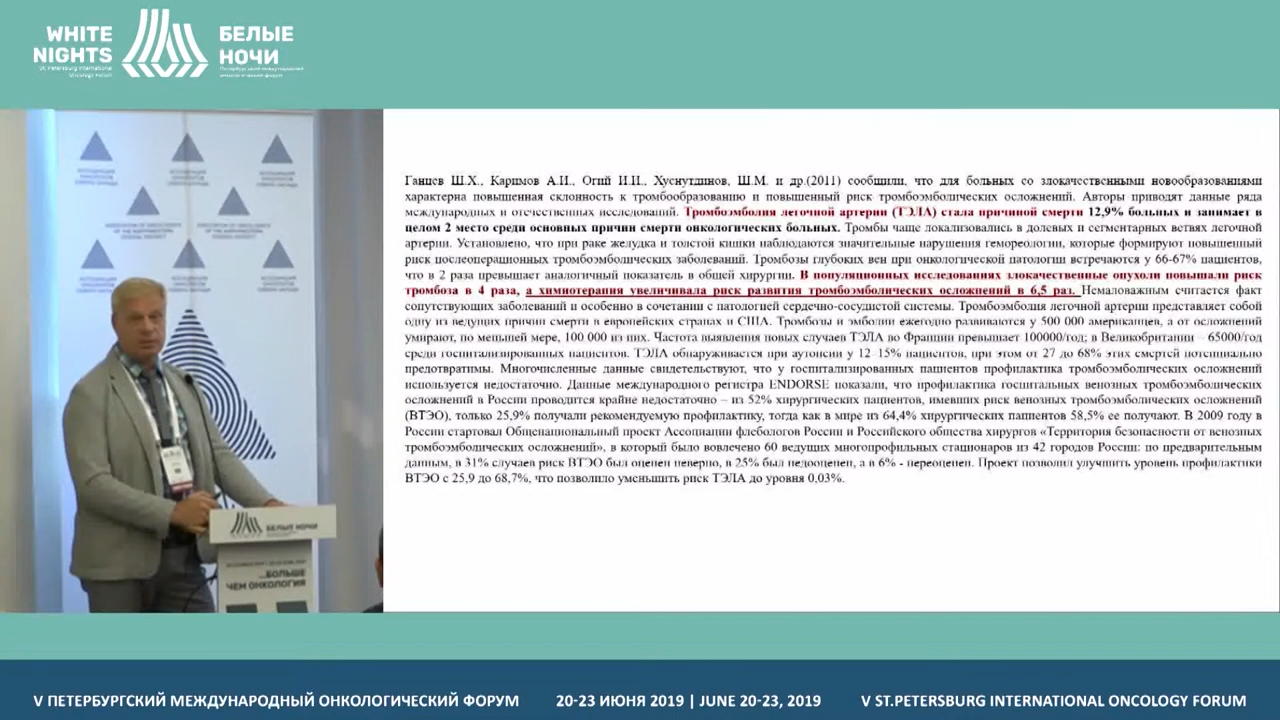 WHITE
NIGHTS
St. Petersburg International
Oncology Forum
БЕЛЫЕ
НОЧИ
Петербургский международный
онкологический форум
Ганцев Ш.Х., Каримов А.И., Огий И.И., Хуснутдинов, Ш.М. и др.(2011) сообщили, что для больных со злокачественными новообразованиями
характерна повышенная склонность к тромбообразованию и повышенный риск тромбоэмболических осложнений. Авторы приводят данные ряда
международных и отечественных исследований. Тромбоэмболия легочной артерии (ТЭЛА) стала причиной смерти 12,9% больных и занимает в
целом 2 место среди основных причин смерти онкологических больных. Тромбы чаще локализовались в долевых и сегментарных ветвях легочной
артерии. Установлено, что при раке желудка и толстой кишки наблюдаются значительные нарушения гемореологии, которые формируют повышенный
риск послеоперационных тромбоэмболических заболеваний. Тромбозы глубоких вен при онкологической патологии встречаются у 66-67% пациентов,
что в 2 раза превышает аналогичный показатель в общей хирургии. В популяционных исследованиях злокачественные опухоли повышали риск
тромбоза в 4 раза, а химиотерапия увеличивала риск развития тромбоэмболических осложнений в 6,5 раз. Немаловажным считается факт
сопутствующих заболеваний и особенно в сочетании с патологией сердечно-сосудистой системы. Тромбоэмболия легочной артерии представляет собой
одну из ведущих причин смерти в европейских странах и США. Тромбозы и эмболии ежегодно развиваются у 500 000 американцев, а от осложнений
умирают, по меньшей мере, 100 000 из них. Частота выявления новых случаев ТЭЛА во Франции превышает 100000/год; в Великобритании – 65000/год
среди госпитализированных пациентов. ТЭЛА обнаруживается при аутопсии у 12–15% пациентов, при этом от 27 до 68% этих смертей потенциально
предотвратимы. Многочисленные данные свидетельствуют, что у госпитализированных пациентов профилактика тромбоэмболических осложнений
используется недостаточно. Данные международного регистра ENDORSE показали, что профилактика госпитальных венозных тромбоэмболических
осложнений в России проводится крайне недостаточно – из 52% хирургических пациентов, имевших риск венозных тромбоэмболических осложнений
(ВТЭО), только 25,9% получали рекомендуемую профилактику, тогда как в мире из 64,4% хирургических пациентов 58,5% ее получают. В 2009 году в
России стартовал Общенациональный проект Ассоциации флебологов России и Российского общества хирургов «Территория безопасности от венозных
тромбоэмболических осложнений», в который было вовлечено 60 ведущих многопрофильных стационаров из 42 городов России: по предварительным
данным, в 31% случаев риск ВТЭО был оценен неверно, в 25% был недооценен, а в 6% - переоценен. Проект позволил улучшить уровень профилактики
ВТЭО с 25,9 до 68,7%, что позволило уменьшить риск ТЭЛА до уровня 0,03%.
БЕЛЫЕ НОЧИ
...БОЛЬШЕ
ЧЕМ ОНКОЛОГИЯ
V ПЕТЕРБУРГСКИЙ МЕЖДУНАРОДНЫЙ ОНКОЛОГИЧЕСКИЙ ФОРУМ
20-23 ИЮНЯ 2019 | JUNE 20-23, 2019
V ST.PETERSBURG INTERNATIONAL ONCOLOGY FORUM